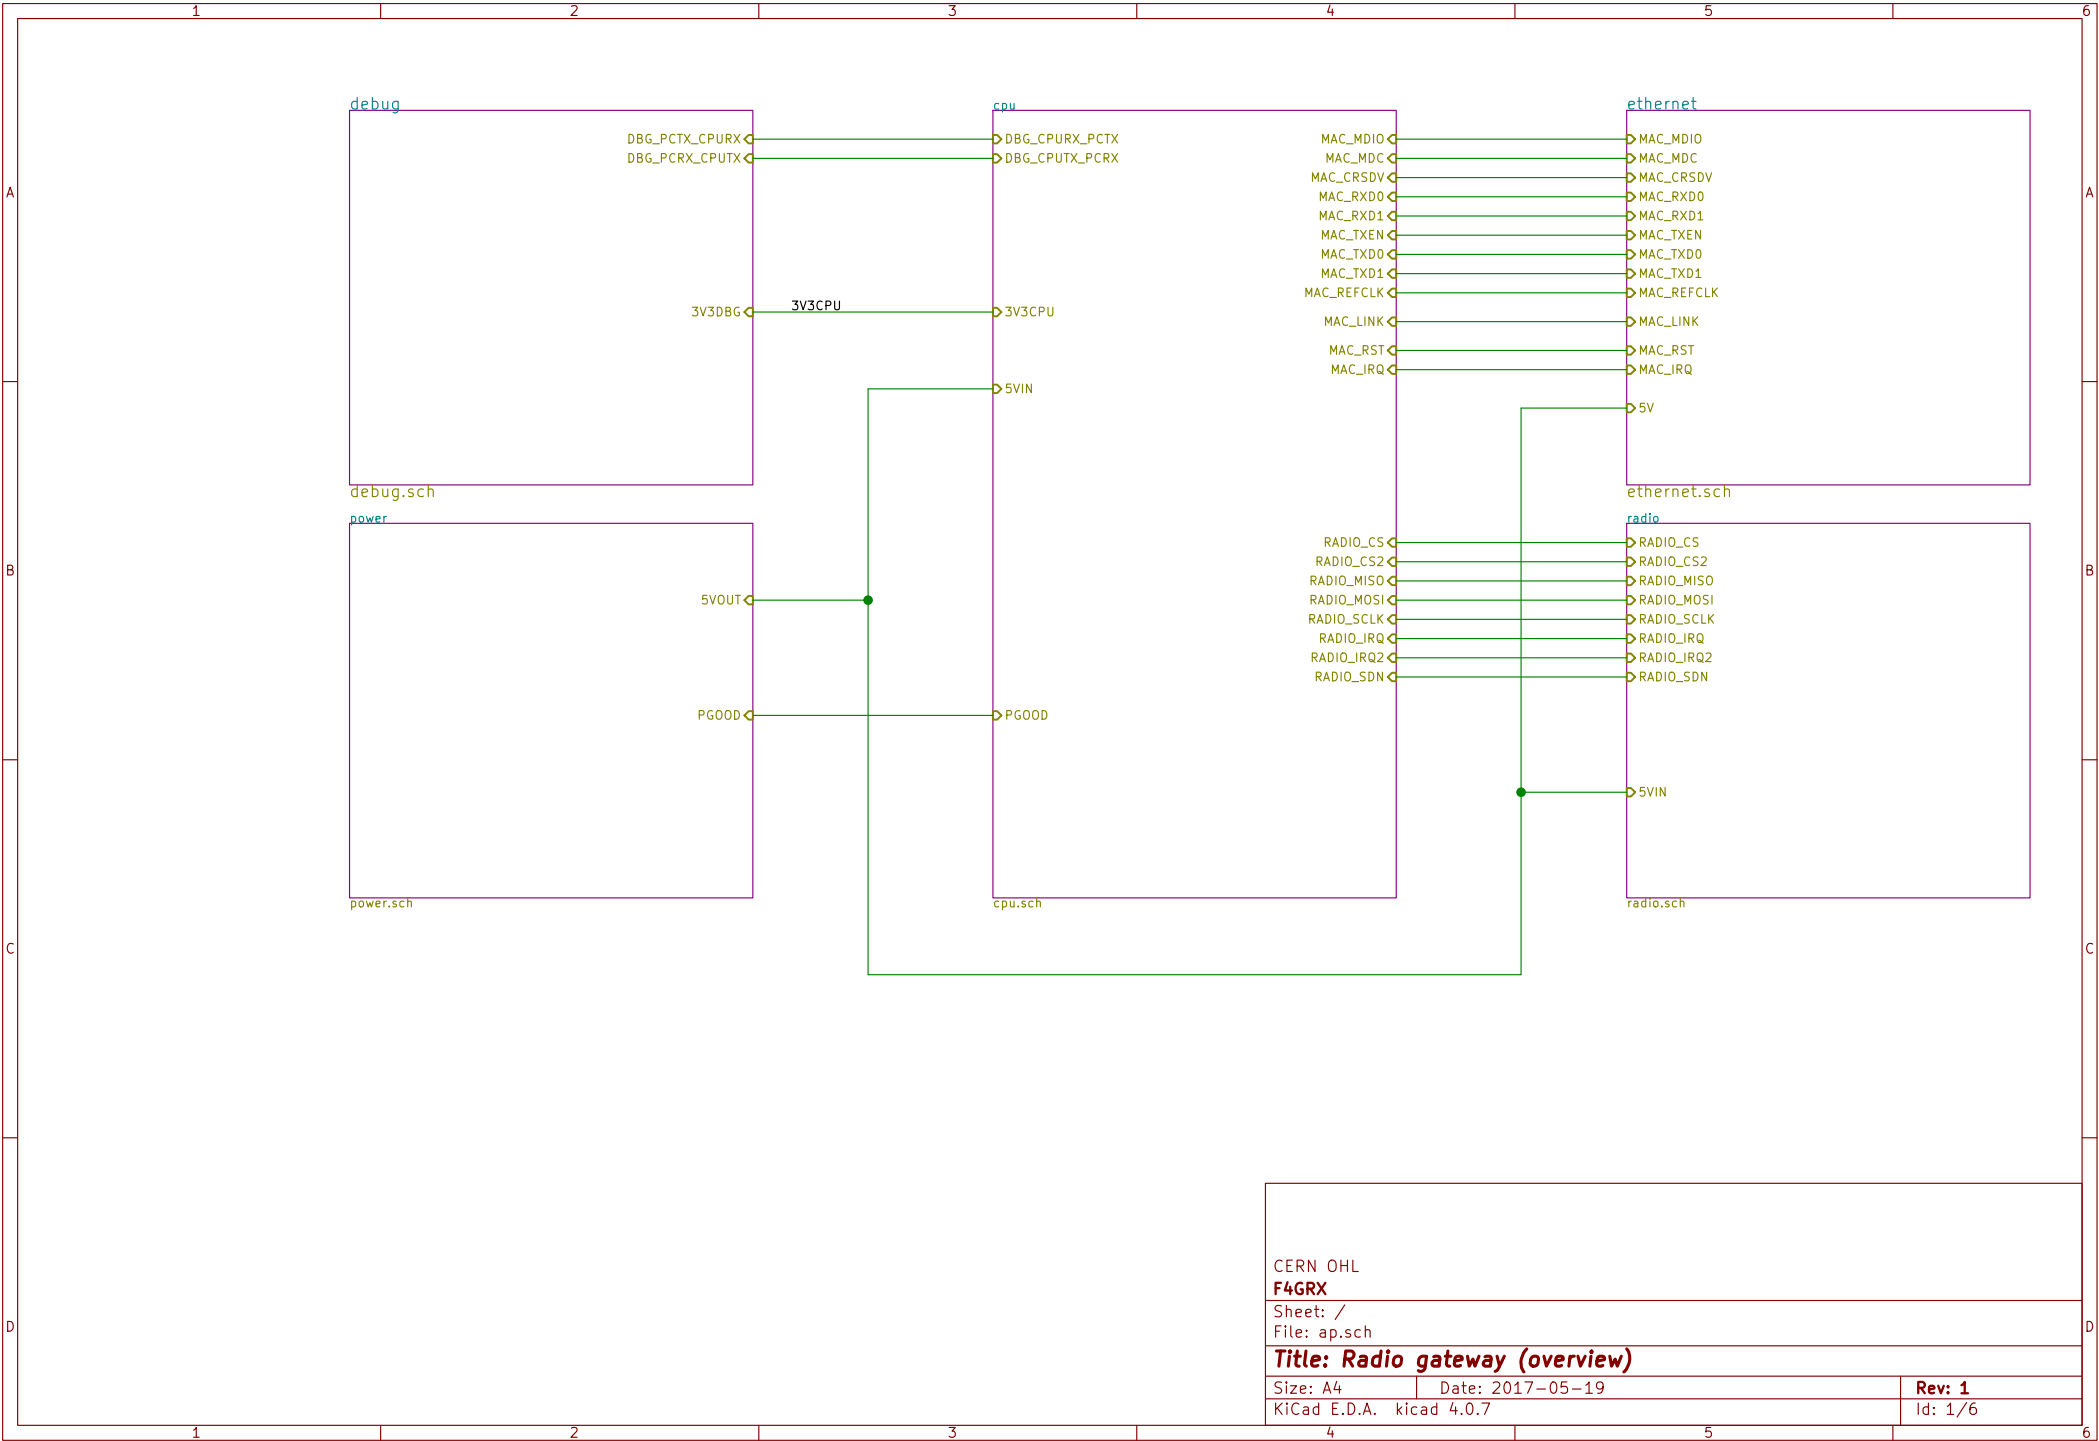 1 2 3 4 5 6
debug
DBG_PCTX_CPURX
DBG_PCRX_CPUTX
3V3DBG
debug.sch
3V3CPU
power
5VOUT
PGOOD
power.sch
cpu
DBG_CPURX_PCTX
DBG_CPUTX_PCRX
3V3CPU
5VIN
PGOOD
MAC_MDIO
MAC_MDC
MAC_CRSDV
MAC_RXD0
MAC_RXD1
MAC_TXEN
MAC_TXD0
MAC_TXD1
MAC_REFCLK
MAC_LINK
MAC_RST
MAC_IRQ
RADIO_CS
RADIO_CS2
RADIO_MISO
RADIO_MOSI
RADIO_SCLK
RADIO_IRQ
RADIO_IRQ2
RADIO_SDN
cpu.sch
ethernet
MAC_MDIO
MAC_MDC
MAC_CRSDV
MAC_RXD0
MAC_RXD1
MAC_TXEN
MAC_TXD0
MAC_TXD1
MAC_REFCLK
MAC_LINK
MAC_RST
MAC_IRQ
5V
ethernet.sch
radio
RADIO_CS
RADIO_CS2
RADIO_MISO
RADIO_MOSI
RADIO_SCLK
RADIO_IRQ
RADIO_IRQ2
RADIO_SDN
5VIN
radio.sch
A A
B B
C C
D D
CERN OHL
F4GRX
Sheet: /
File: ap.sch
Title: Radio gateway (overview)
Size: A4 Date: 2017-05-19 Rev: 1
KiCad E.D.A. kicad 4.0.7 Id: 1/6
1 2 3 4 5 6